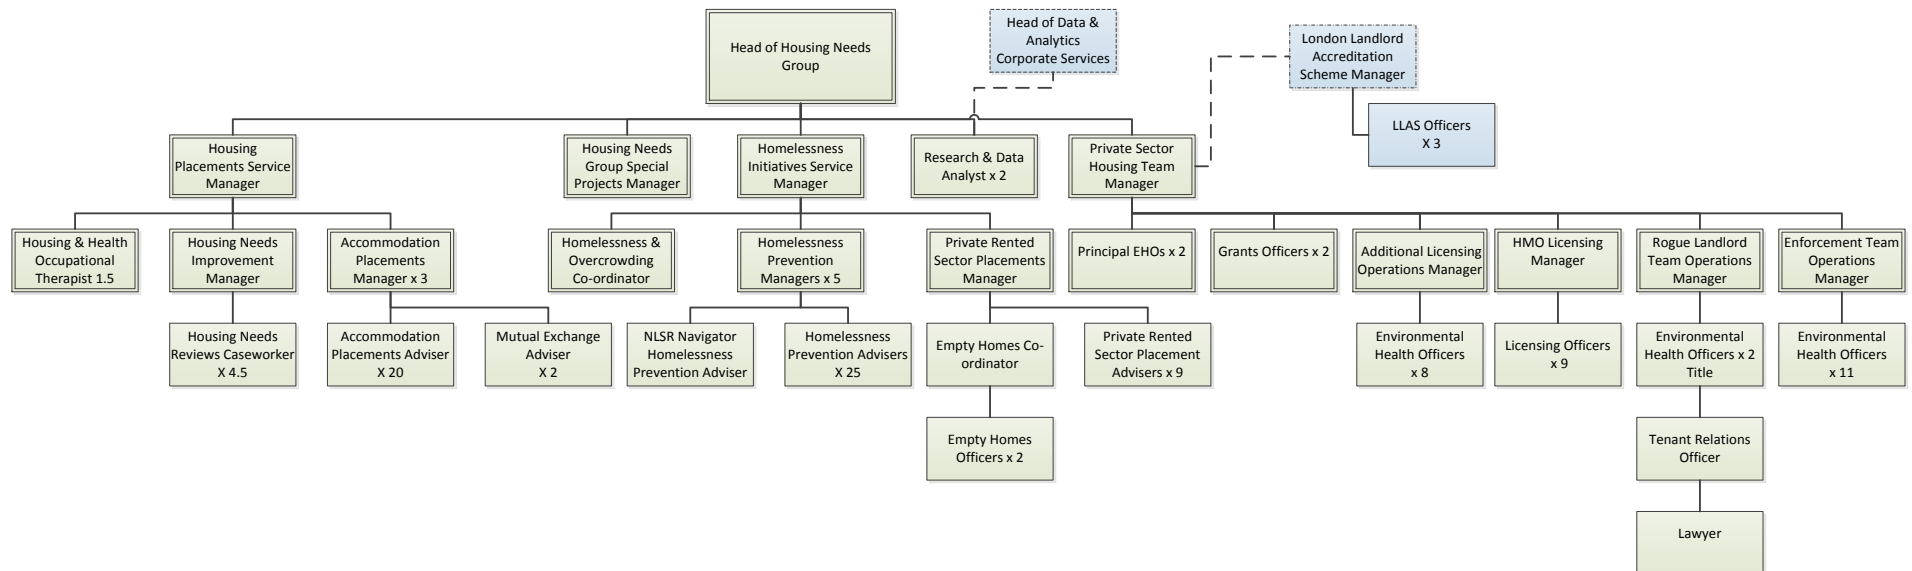 Head of Housing Needs
Group
Head of Data &
Analytics
Corporate Services
London Landlord
Accreditation
Scheme Manager
LLAS Officers
X 3
Housing
Placements Service
Manager
Housing Needs
Group Special
Projects Manager
Homelessness
Initiatives Service
Manager
Research & Data
Analyst x 2
Private Sector
Housing Team
Manager
Housing & Health
Occupational
Therapist 1.5
Housing Needs
Improvement
Manager
Accommodation
Placements
Manager x 3
Homelessness &
Overcrowding
Co-ordinator
Homelessness
Prevention
Managers x 5
Private Rented
Sector Placements
Manager
Principal EHOs x 2
Grants Officers x 2
Additional Licensing
Operations Manager
HMO Licensing
Manager
Rogue Landlord
Team Operations
Manager
Enforcement Team
Operations
Manager
Housing Needs
Reviews Caseworker
X 4.5
Accommodation
Placements Adviser
X 20
Mutual Exchange
Adviser
X 2
NLSR Navigator
Homelessness
Prevention Adviser
Homelessness
Prevention Advisers
X 25
Empty Homes Co-
ordinator
Private Rented
Sector Placement
Advisers x 9
Environmental
Health Officers
x 8
Licensing Officers
x 9
Environmental
Health Officers x 2
Title
Environmental
Health Officers
x 11
Empty Homes
Officers x 2
Tenant Relations
Officer
Lawyer